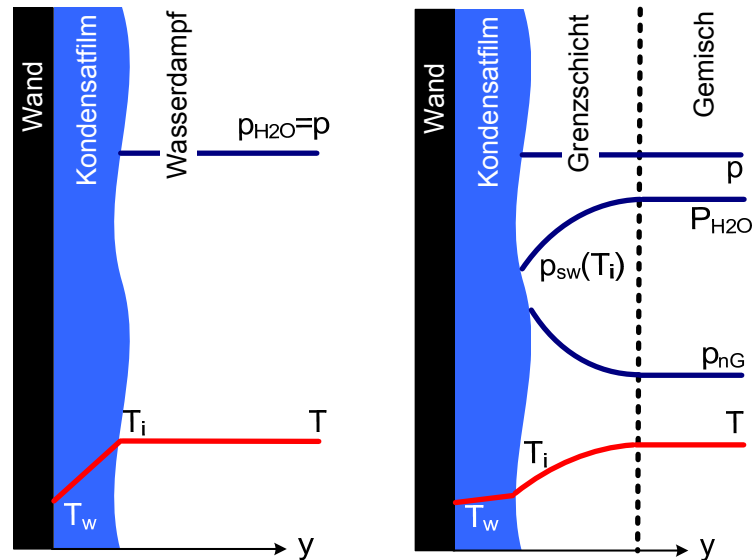 Wand
Kondensatfilm
Wasserdampf
pH2O=p
Ti
T
Tw
y
Wand
Kondensatfilm
Grenzschicht
Gemisch
p
PH2O
psw(Ti)
pnG
T
Ti
Tw
y